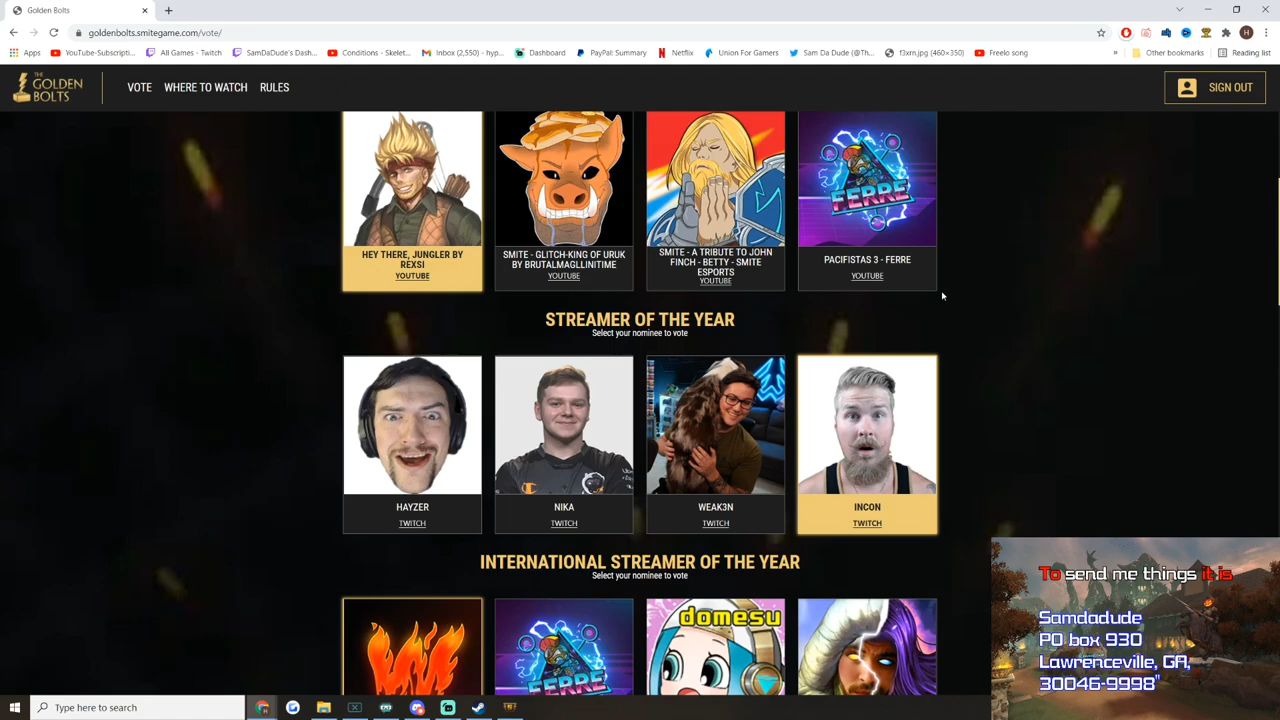 Golden Bolts
goldenbolts.smitegame.com/vote/
Apps
YouTube-Subscripti...
All Games - Twitch
SamDaDude's Dash...
Conditions - Skelet...
Inbox (2,550) - hyp...
Dashboard
PayPal: Summary
Netflix
Union For Gamers
Sam Da Dude (@Th...
f3xrn.jpg (460×350)
Freelo song
»
Other bookmarks
Reading list
THE
GOLDEN
BOLTS
VOTE
WHERE TO WATCH
RULES
SIGN OUT
FERRE
HEY THERE, JUNGLER BY
REXSI
YOUTUBE
SMITE - GLITCH-KING OF URUK
BY BRUTALMAGLLINITIME
YOUTUBE
SMITE - A TRIBUTE TO JOHN
FINCH - BETTY - SMITE
ESPORTS
YOUTUBE
PACIFISTAS 3 - FERRE
YOUTUBE
STREAMER OF THE YEAR
Select your nominee to vote
HAYZER
TWITCH
NIKA
TWITCH
WEAK3N
TWITCH
INCON
TWITCH
INTERNATIONAL STREAMER OF THE YEAR
Select your nominee to vote
FERRE
domesu
To send me things it is
Samdadude
PO box 930
Lawrenceville, GA,
30046-9998"
Type here to search